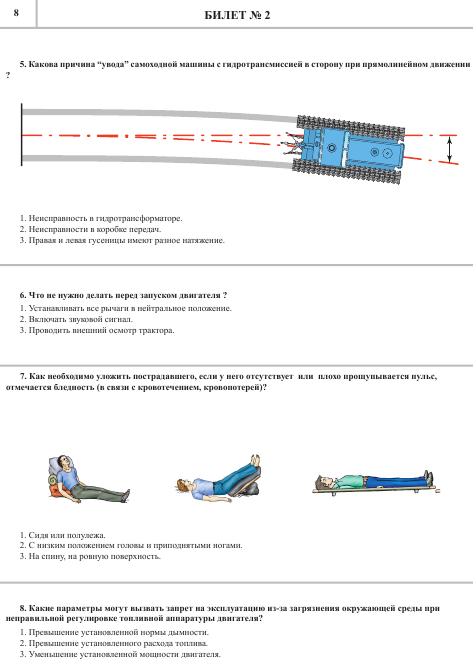 8
БИЛЕТ № 2
5. Какова причина “увода” самоходной машины с гидротрансмиссией в сторону при прямолинейном движении
?
1. Неисправность в гидротрансформаторе.
2. Неисправности в коробке передач.
3. Правая и левая гусеницы имеют разное натяжение.
6. Что не нужно делать перед запуском двигателя ?
1. Устанавливать все рычаги в нейтральное положение.
2. Включать звуковой сигнал.
3. Проводить внешний осмотр трактора.
7. Как необходимо уложить пострадавшего, если у него отсутствует или плохо прощупывается пульс,
отмечается бледность (в связи с кровотечением, кровопотерей)?
1. Сидя или полулежа.
2. С низким положением головы и приподнятыми ногами.
3. На спину, на ровную поверхность.
8. Какие параметры могут вызвать запрет на эксплуатацию из-за загрязнения окружающей среды при
неправильной регулировке топливной аппаратуры двигателя?
1. Превышение установленной нормы дымности.
2. Превышение установленного расхода топлива.
3. Уменьшение установленной мощности двигателя.